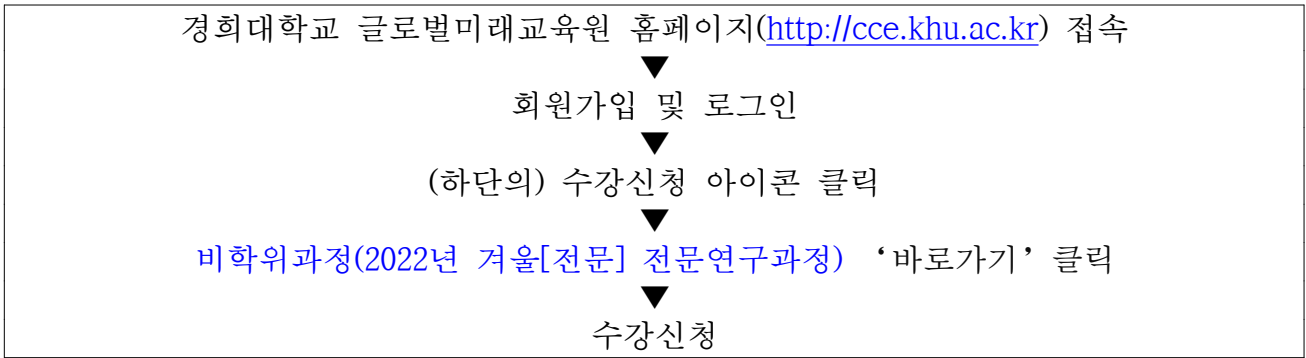 경희대학교 글로벌미래교육원 홈페이지(http://cce.khu.ac.kr) 접속
▼
회원가입 및 로그인
▼
(하단의) 수강신청 아이콘 클릭
▼
비학위과정(2022년 겨울[전문] 전문연구과정) ‘바로가기’ 클릭
▼
수강신청